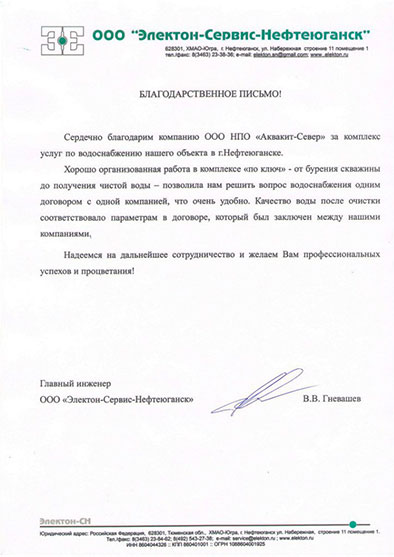 ООО "Электон-Сервис-Нефтеюганск"
628301, ХМАО-Югра, г. Нефтеюганск, ул. Набережная строение 11 помещение 1
тел./факс: 8(3463) 23-38-36; e-mail: elekton.sn@gmail.com; www.elekton.ru
БЛАГОДАРСТВЕННОЕ ПИСЬМО!
Сердечно благодарим компанию ООО НПО «Аквакит-Север» за комплекс
услуг по водоснабжению нашего объекта в г.Нефтеюганске.
Хорошо организованная работа в комплексе «по ключ» - от бурения скважины
до получения чистой воды – позволила нам решить вопрос водоснабжения одним
договором с одной компанией, что очень удобно. Качество воды после очистки
соответствовало параметрам в договоре, который был заключен между нашими
компаниями.
Надеемся на дальнейшее сотрудничество и желаем Вам профессиональных
успехов и процветания!
Главный инженер
ООО «Электон-Сервис-Нефтеюганск»
В.В. Гневашев
Электон-СН
Юридический адрес: Российская Федерация, 628301, Тюменская обл., ХМАО-Югра, г. Нефтеюганск ул. Набережная, строение 11, помещение 1.
Тел./факс: 8(3463) 23-64-62; 8(492) 543-27-38; e-mail: service@elekton.ru; www.elekton.ru
ИНН 8604044326 :: КПП 860401001 :: ОГРН 1088604001925